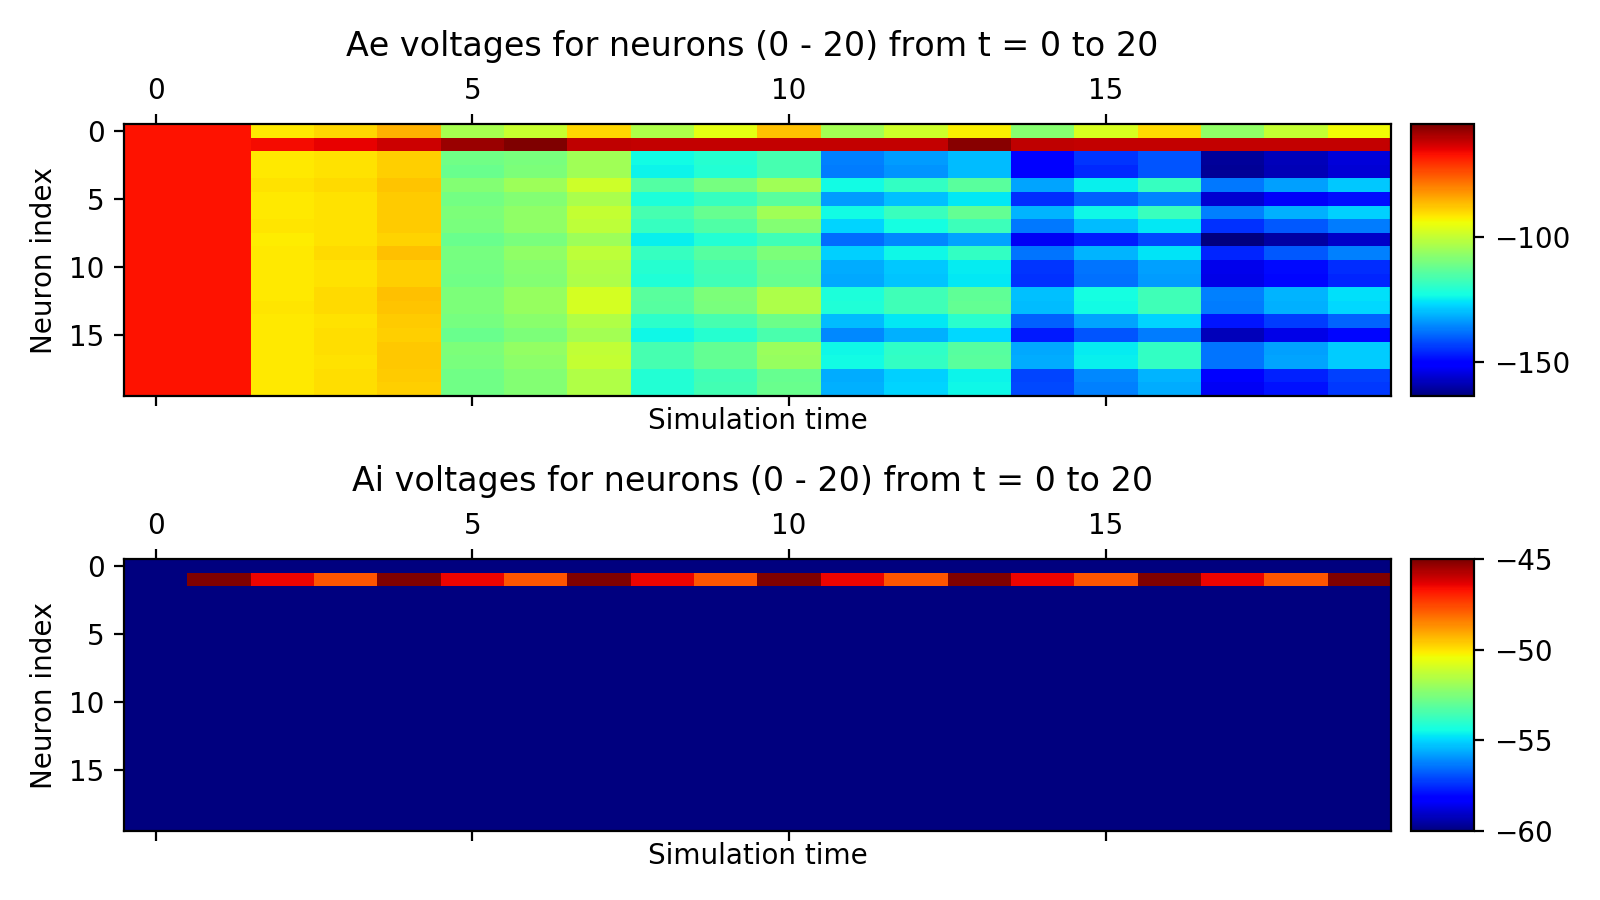 Ae voltages for neurons (0 - 20) from t = 0 to 20
0 5 10 15
Neuron index
0
5
10
15
Simulation time
−100
−150
Ai voltages for neurons (0 - 20) from t = 0 to 20
0 5 10 15
Neuron index
0
5
10
15
Simulation time
−45
−50
−55
−60